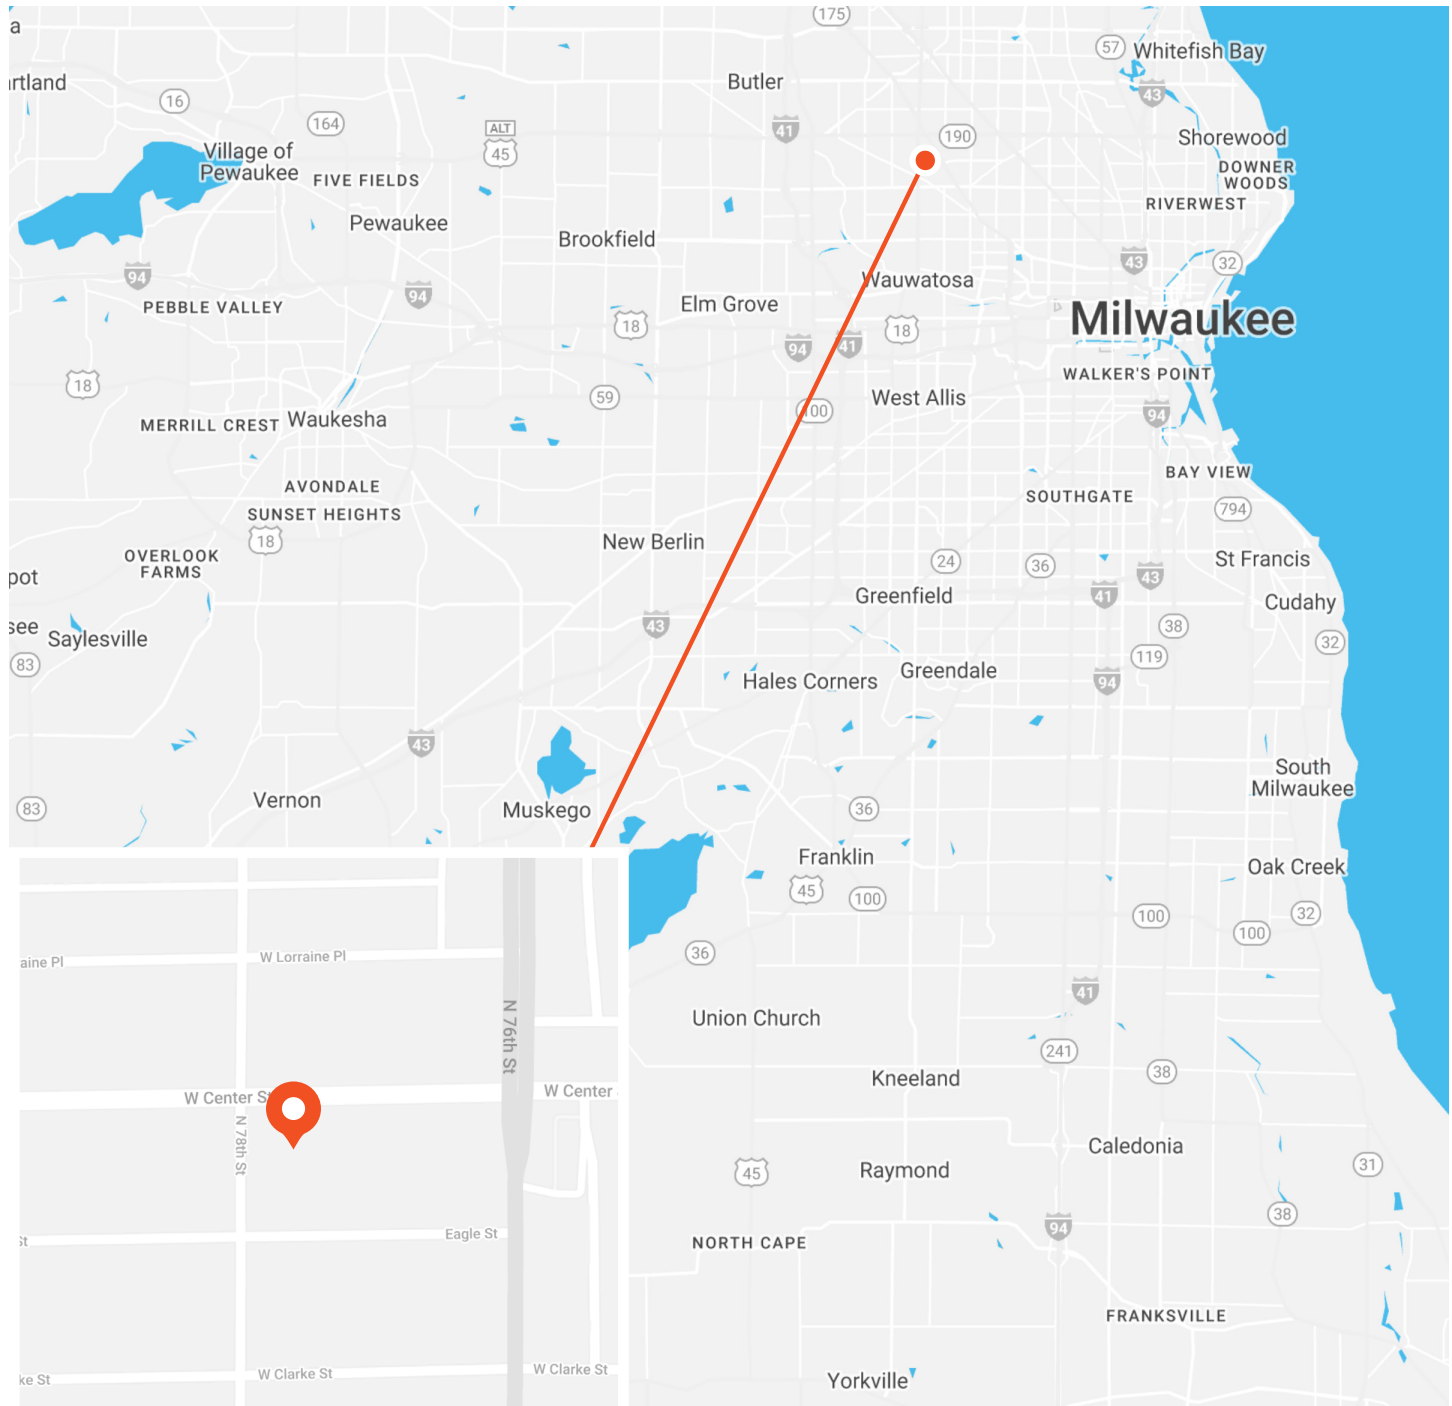 a
175
57
Whitefish Bay
artland
Butler
43
16
164
ALT
45
41
190
Shorewood
Village of
Pewaukee
FIVE FIELDS
DOWNER
WOODS
RIVERWEST
Pewaukee
Brookfield
43
32
94
94
Wauwatosa
PEBBLE VALLEY
Elm Grove
18
18
Milwaukee
94
41
WALKER'S POINT
18
59
100
West Allis
94
MERRILL CREST
Waukesha
BAY VIEW
AVONDALE
SOUTHGATE
SUNSET HEIGHTS
794
18
New Berlin
OVERLOOK
FARMS
24
36
St Francis
pot
43
41
Greenfield
Cudahy
see
Saylesville
43
38
32
83
119
Hales Corners
Greendale
94
43
South
Milwaukee
Vernon
83
Muskego
36
Franklin
Oak Creek
45
100
100
32
100
36
41
Union Church
241
38
Kneeland
Caledonia
45
Raymond
31
38
94
NORTH CAPE
FRANKSVILLE
Yorkville
aine Pl
W Lorraine Pl
N 76th St
W Center St
W Center
N 78th St
St
Eagle St
ke St
W Clarke St
W Clarke St